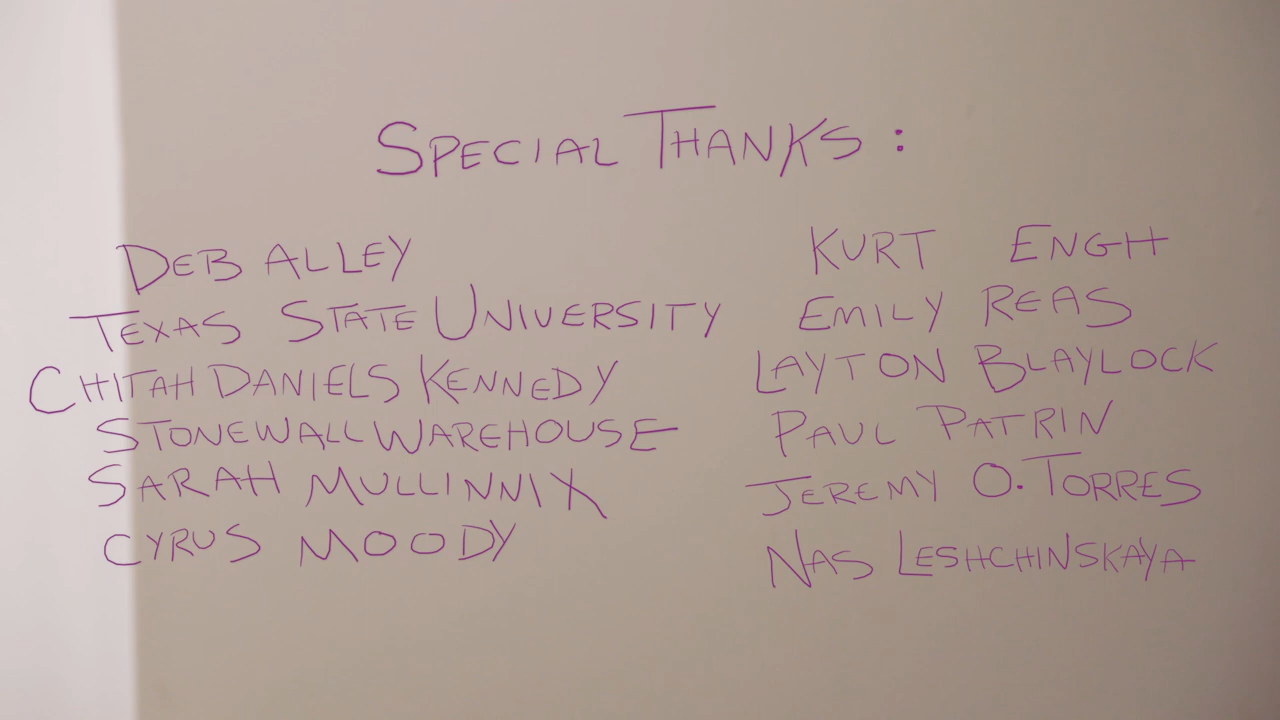 SPECIAL THANKS:
DEB ALLEY
TEXAS STATE UNIVERSITY
CHITAH DANIELS KENNEDY
STONEWALL WAREHOUSE
SARAH MULLINNIX
CYRUS MOODY
KURT ENGH
EMILY REAS
LAYTON BLAYLOCK
PAUL PATRIN
JEREMY O. TORRES
NAS LESHCHINSKAYA